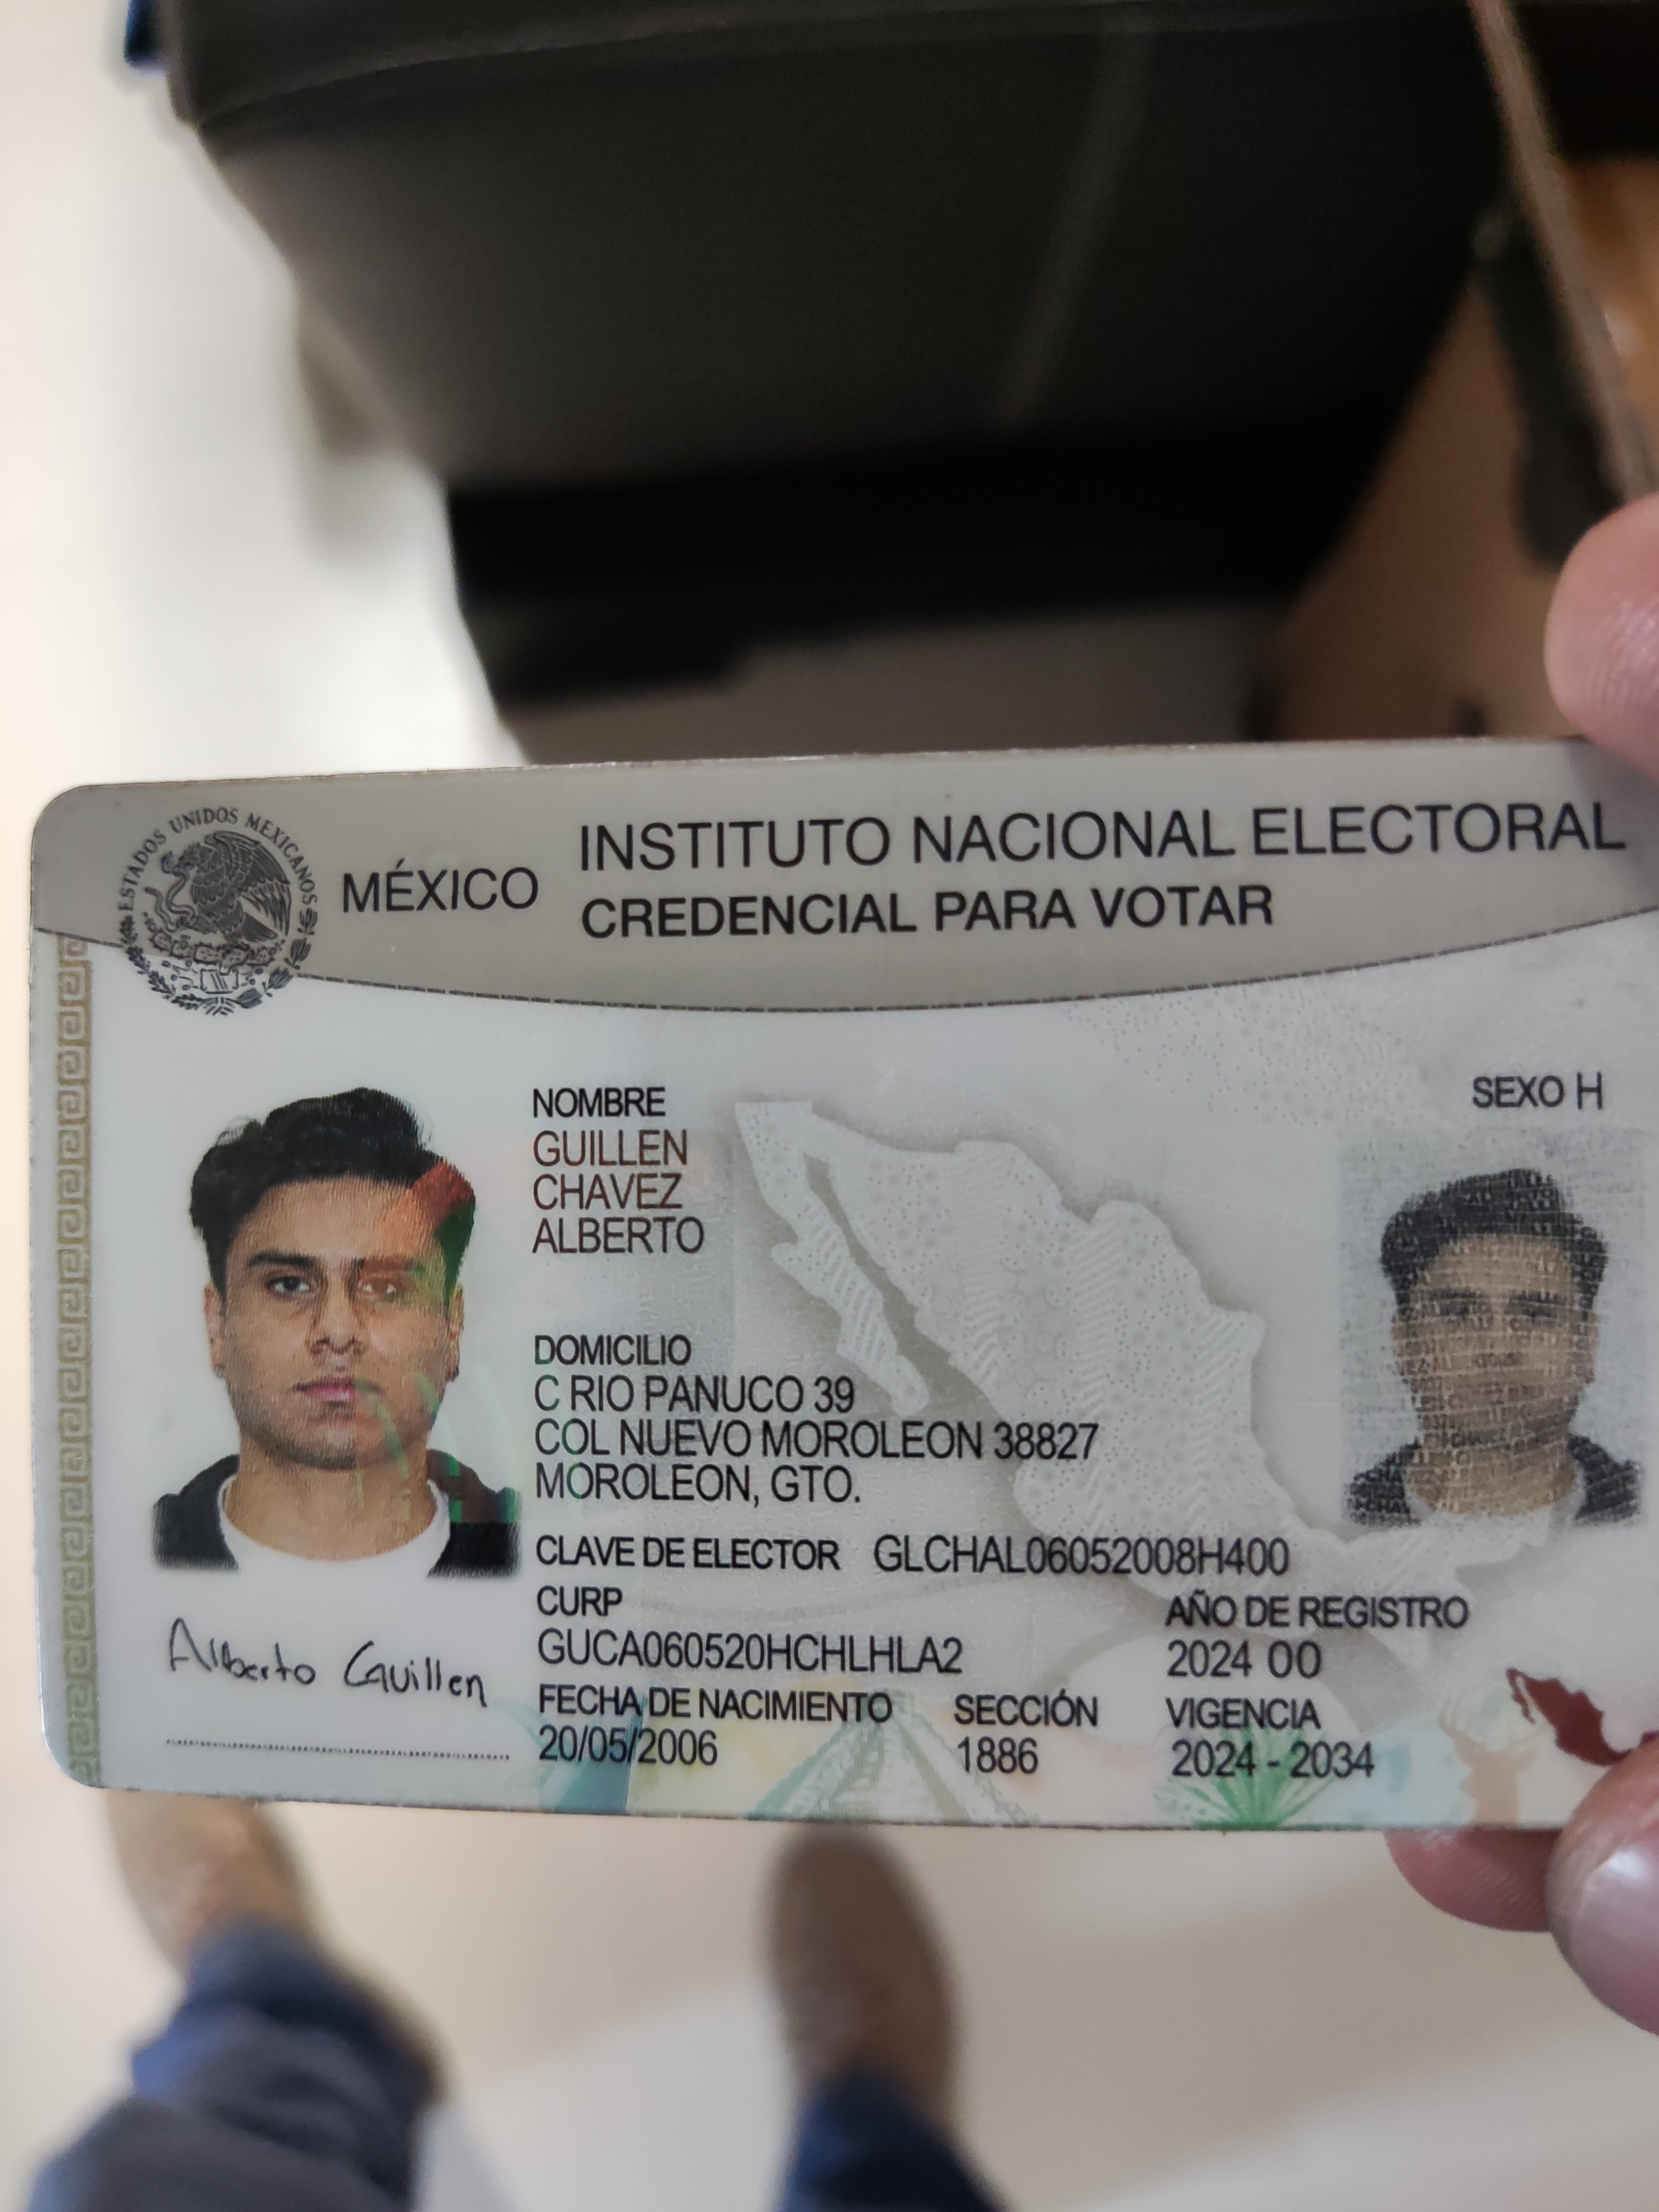 ESTADOS UNIDOS MEXICANOS
MÉXICO
INSTITUTO NACIONAL ELECTORAL
CREDENCIAL PARA VOTAR
SEXO H
NOMBRE
GUILLEN
CHAVEZ
ALBERTO
DOMICILIO
C RIO PANUCO 39
COL NUEVO MOROLEON 38827
MOROLEON, GTO.
CLAVE DE ELECTOR GLCHAL06052008H400
CURP
GUCA060520HCHLHLA2
AÑO DE REGISTRO
2024 00
FECHA DE NACIMIENTO
20/05/2006
SECCIÓN
1886
VIGENCIA
2024 - 2034
Alberto Guillen